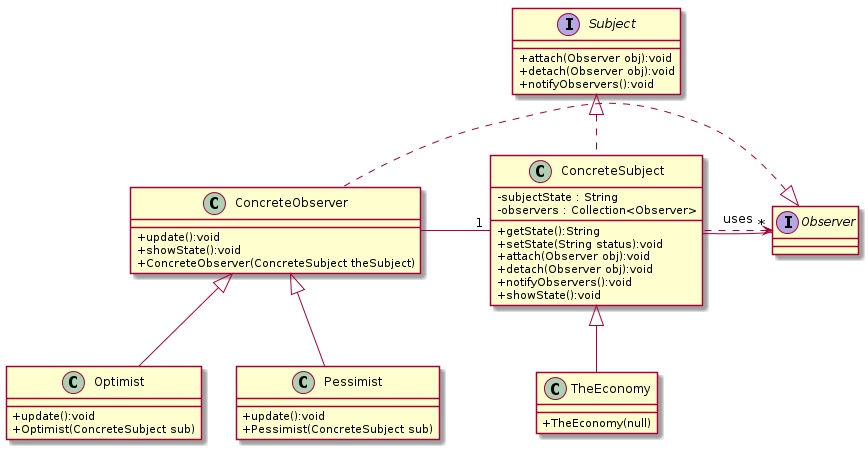 I Subject
+attach(Observer obj):void
+detach(Observer obj):void
+notifyObservers():void
C ConcreteObserver
+update():void
+showState():void
+ConcreteObserver(ConcreteSubject theSubject)
1
C ConcreteSubject
-subjectState : String
-observers : Collection<Observer>
+getState():String
+setState(String status):void
+attach(Observer obj):void
+detach(Observer obj):void
+notifyObservers():void
+showState():void
uses
*
I Observer
C Optimist
+update():void
+Optimist(ConcreteSubject sub)
C Pessimist
+update():void
+Pessimist(ConcreteSubject sub)
C TheEconomy
+TheEconomy(null)